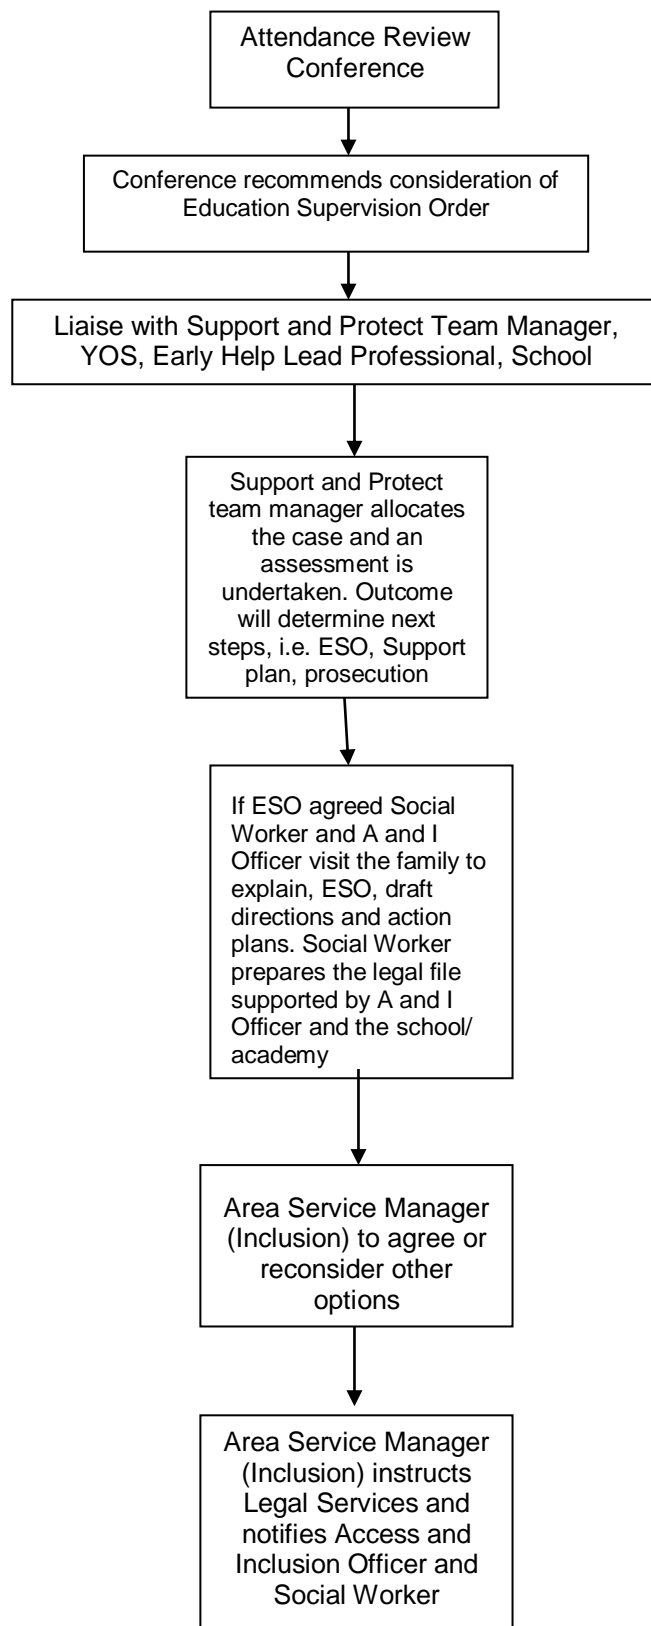 Attendance Review
Conference
Conference recommends consideration of
Education Supervision Order
Liaise with Support and Protect Team Manager,
YOS, Early Help Lead Professional, School
Support and Protect
team manager allocates
the case and an
assessment is
undertaken. Outcome
will determine next
steps, i.e. ESO, Support
plan, prosecution
If ESO agreed Social
Worker and A and I
Officer visit the family to
explain, ESO, draft
directions and action
plans. Social Worker
prepares the legal file
supported by A and I
Officer and the school/
academy
Area Service Manager
(Inclusion) to agree or
reconsider other
options
Area Service Manager
(Inclusion) instructs
Legal Services and
notifies Access and
Inclusion Officer and
Social Worker